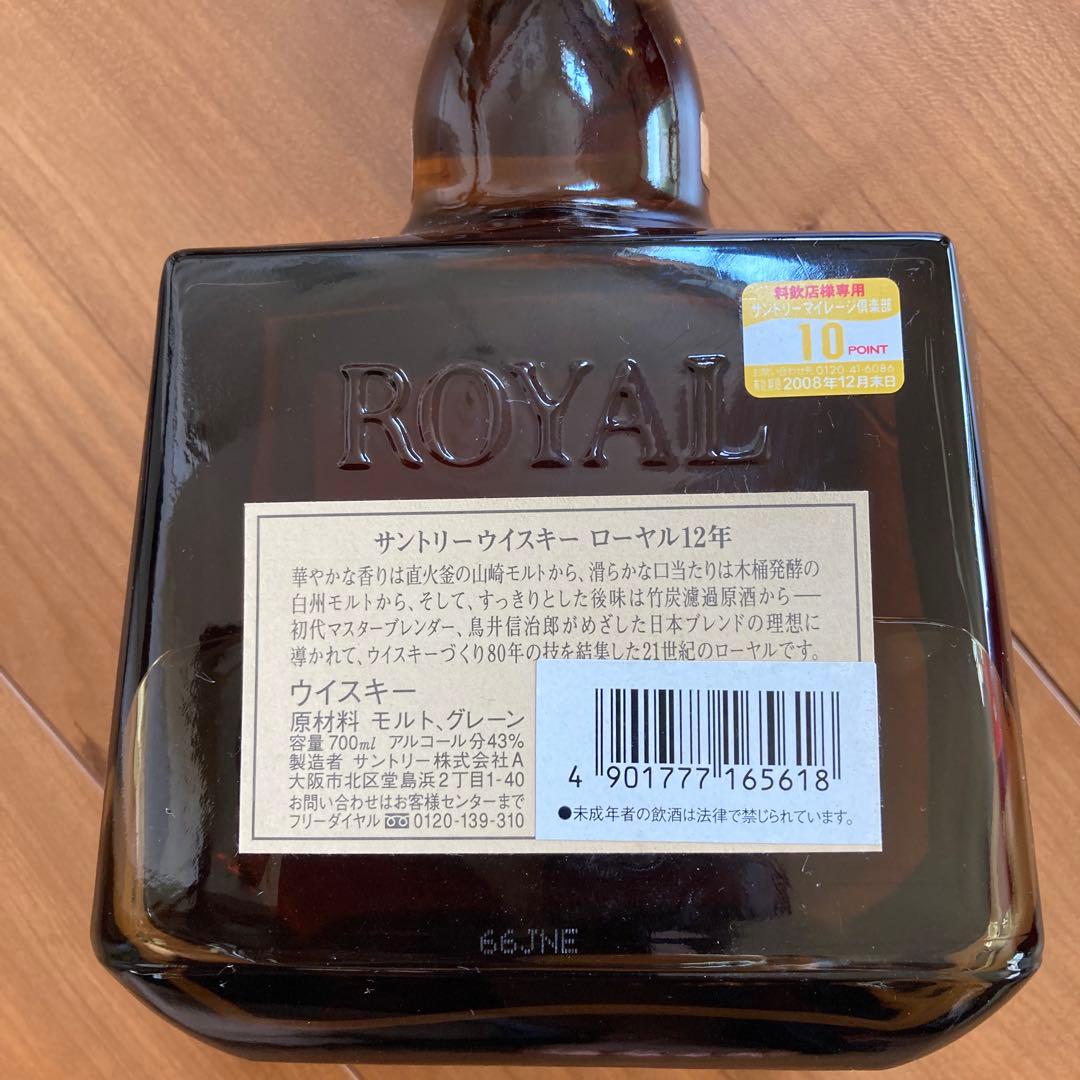 料飲店様専用
サントリーマイレージ倶楽部
10 POINT
お問い合わせ先 0120-41-6086
有効期限 2008年12月末日
ROYAL
サントリーウイスキー ローヤル12年
華やかな香りは直火釜の山崎モルトから、滑らかな口当たりは木桶発酵の
白州モルトから、そして、すっきりとした後味は竹炭濾過原酒から──
初代マスターブレンダー、鳥井信治郎がめざした日本ブレンドの理想に
導かれて、ウイスキーづくり80年の技を結集した21世紀のローヤルです。
ウイスキー
原材料 モルト、グレーン
容量 700ml アルコール分43%
製造者 サントリー株式会社A
大阪市北区堂島浜2丁目1-40
お問い合わせはお客様センターまで
フリーダイヤル 0120-139-310
4 901777 165618
●未成年者の飲酒は法律で禁じられています。
66JNE